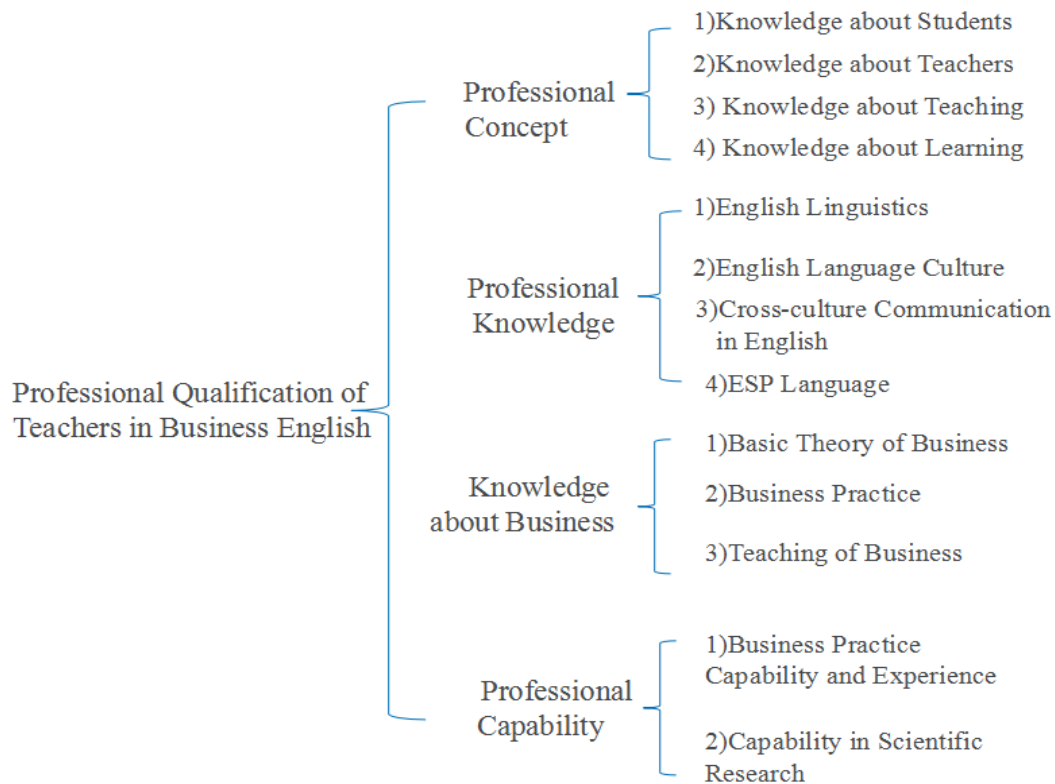 1)Knowledge about Students
2)Knowledge about Teachers
3) Knowledge about Teaching
4) Knowledge about Learning
Professional
Concept
1)English Linguistics
2)English Language Culture
3)Cross-culture Communication
in English
4)ESP Language
Professional
Knowledge
Professional Qualification of
Teachers in Business English
1)Basic Theory of Business
2)Business Practice
3)Teaching of Business
Knowledge
about Business
1)Business Practice
Capability and Experience
2)Capability in Scientific
Research
Professional
Capability